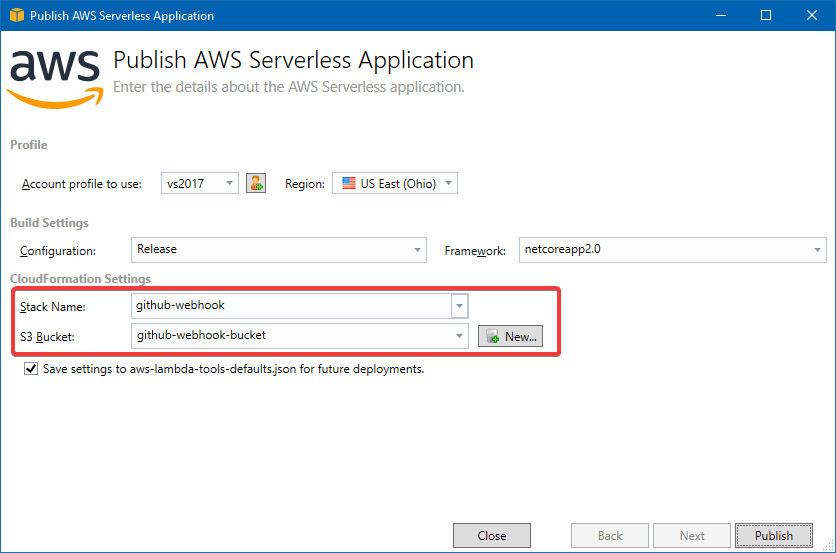 Publish AWS Serverless Application
aws
Publish AWS Serverless Application
Enter the details about the AWS Serverless application.
Profile
Account profile to use: vs2017 Region: US East (Ohio)
Build Settings
Configuration: Release Framework: netcoreapp2.0
CloudFormation Settings
Stack Name: github-webhook
S3 Bucket: github-webhook-bucket New...
Save settings to aws-lambda-tools-defaults.json for future deployments.
Close Back Next Publish